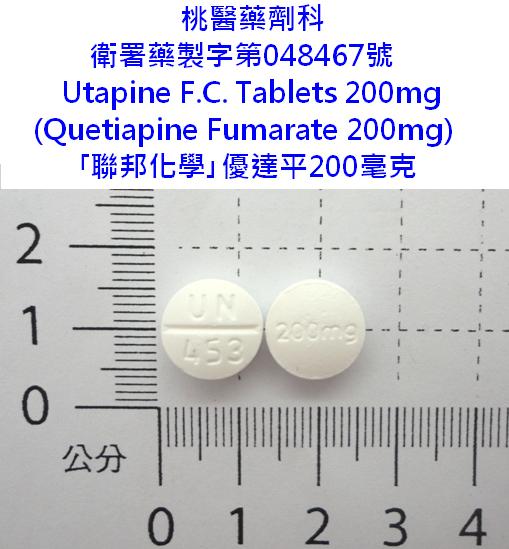 桃醫藥劑科
衛署藥製字第048467號
Utapine F.C. Tablets 200mg
(Quetiapine Fumarate 200mg)
「聯邦化學」優達平200毫克
2
1
0
UN
453
200mg
公分
0 1 2 3 4